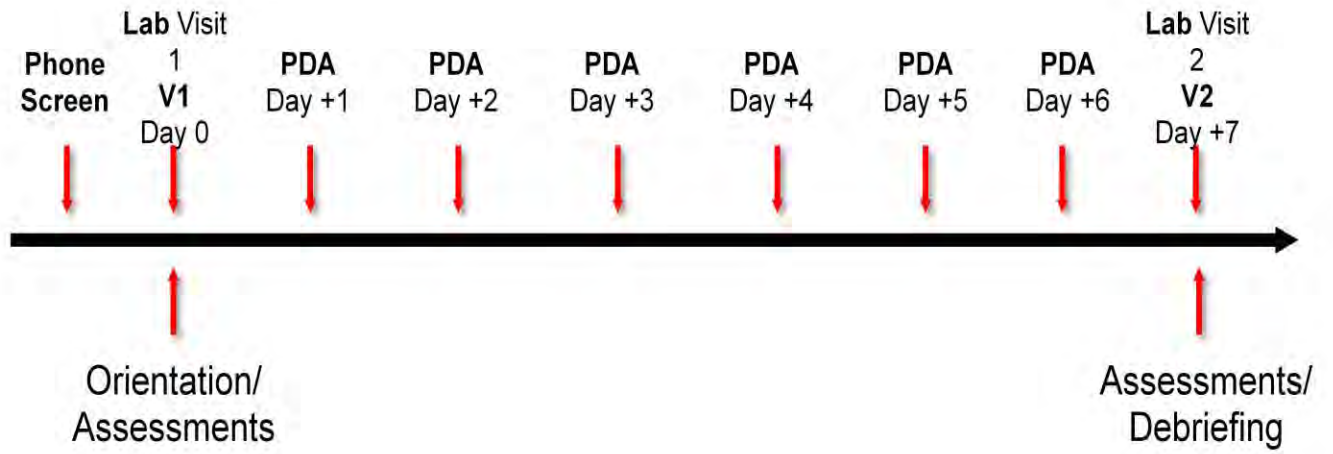 Phone
Screen
Lab Visit
1
V1
Day 0
PDA
Day +1
PDA
Day +2
PDA
Day +3
PDA
Day +4
PDA
Day +5
PDA
Day +6
Lab Visit
2
V2
Day +7
Orientation/
Assessments
Assessments/
Debriefing